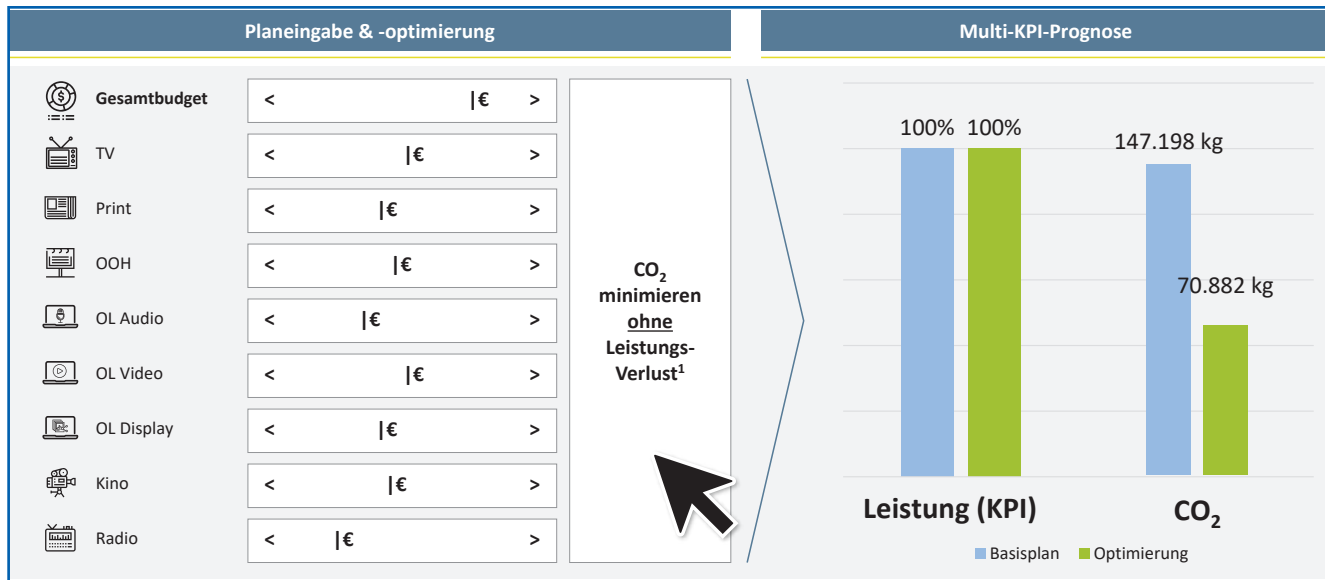 Planeingabe & -optimierung
Multi-KPI-Prognose
Gesamtbudget < |€ >
TV < |€ >
Print < |€ >
OOH < |€ >
OL Audio < |€ >
OL Video < |€ >
OL Display < |€ >
Kino < |€ >
Radio < |€ >
CO₂
minimieren
ohne
Leistungs-
Verlust¹
100% 100%
147.198 kg
70.882 kg
Leistung (KPI)
CO₂
Basisplan
Optimierung